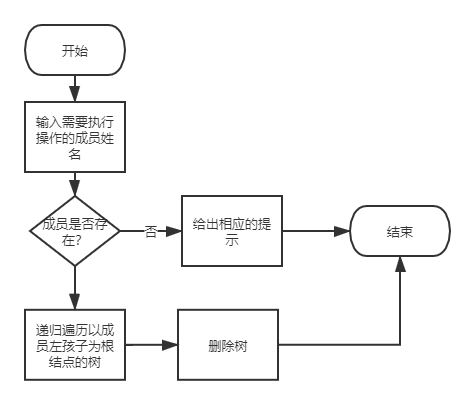 开始
输入需要执行
操作的成员姓
名
成员是否存
在?
否
给出相应的提
示
结束
递归遍历以成
员左孩子为根
结点的树
删除树